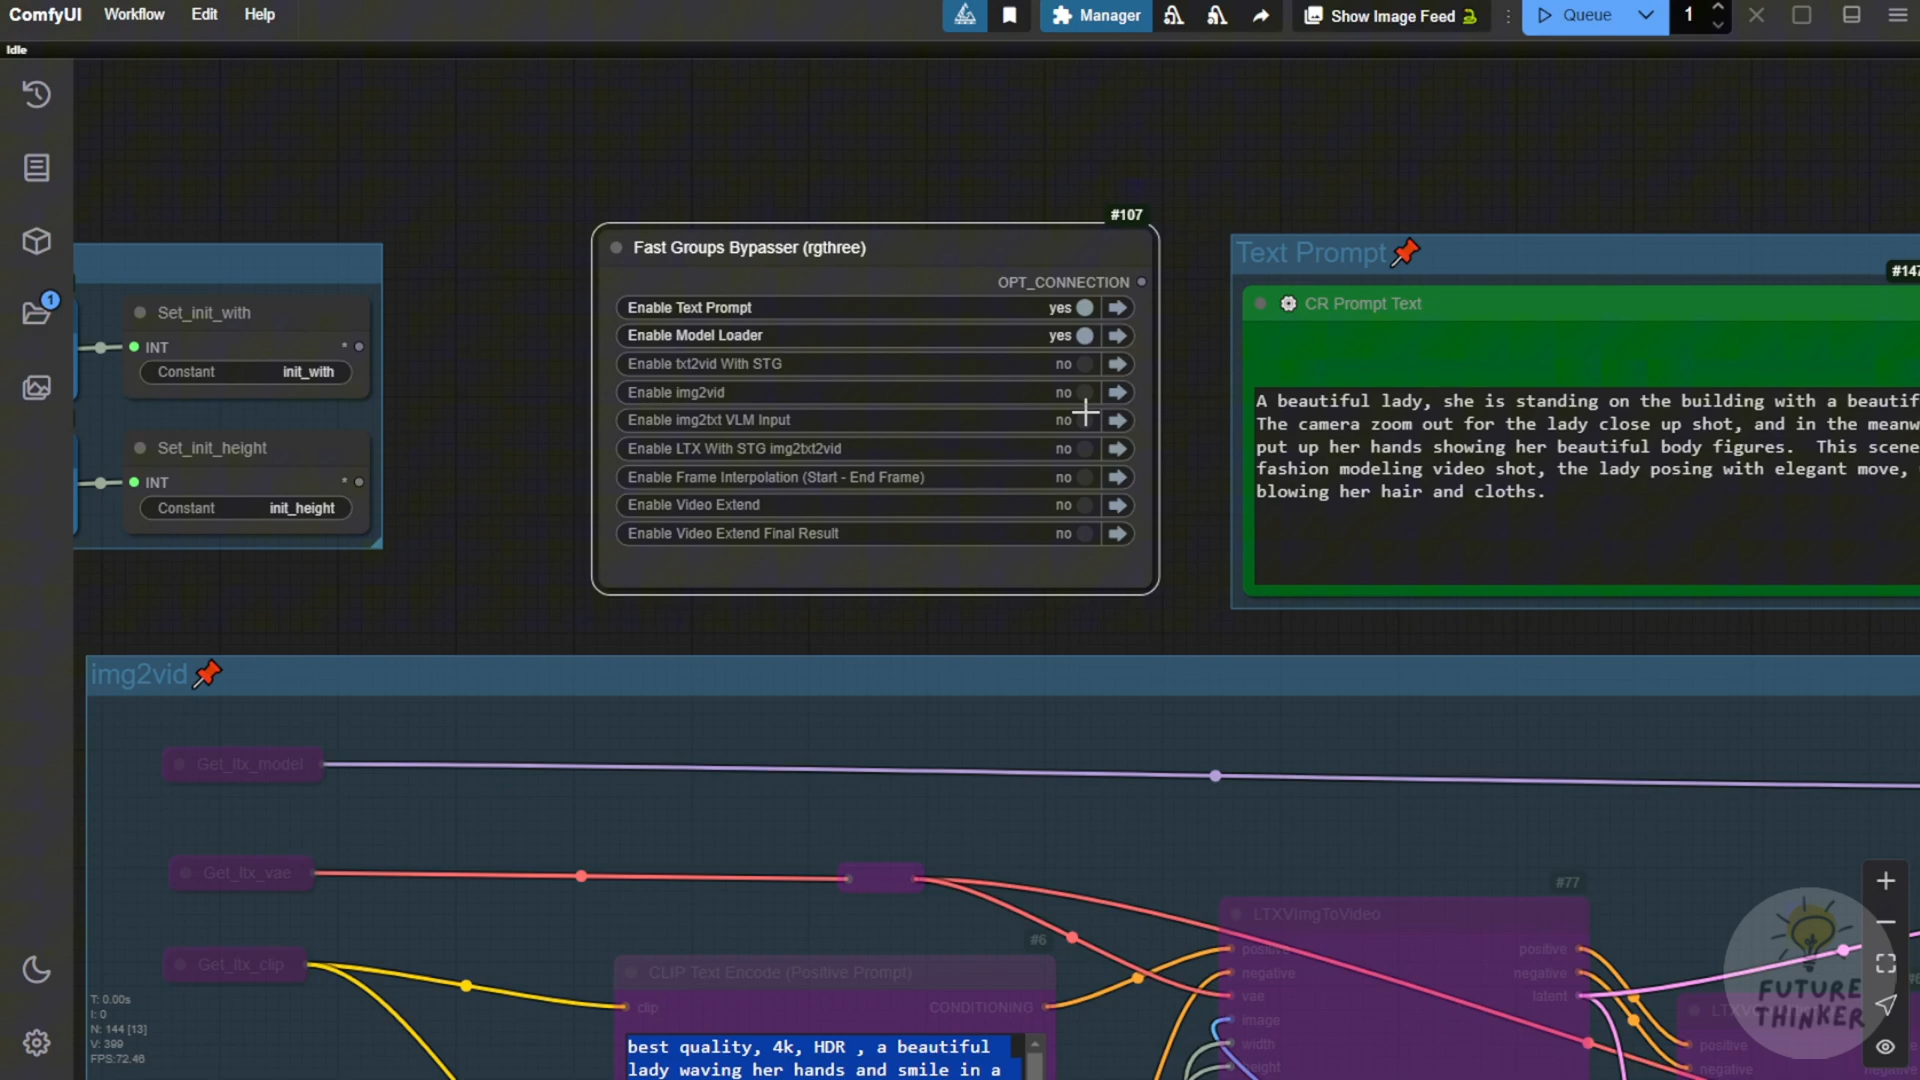 ComfyUI
Workflow
Edit
Help
Manager
Show Image Feed
Queue
1
Idle
1
#107
Fast Groups Bypasser (rgthree)
OPT_CONNECTION
Enable Text Prompt yes
Enable Model Loader yes
Enable txt2vid With STG no
Enable img2vid no
Enable img2txt VLM Input no
Enable LTX With STG img2txt2vid no
Enable Frame Interpolation (Start - End Frame) no
Enable Video Extend no
Enable Video Extend Final Result no
Set_init_with
INT *
Constant init_with
Set_init_height
INT *
Constant init_height
Text Prompt
#147
CR Prompt Text
A beautiful lady, she is standing on the building with a beautif
The camera zoom out for the lady close up shot, and in the meanw
put up her hands showing her beautiful body figures. This scene
fashion modeling video shot, the lady posing with elegant move,
blowing her hair and cloths.
img2vid
Get_ltx_model
Get_ltx_vae
Get_ltx_clip
#6
CLIP Text Encode (Positive Prompt)
clip CONDITIONING
best quality, 4k, HDR , a beautiful
lady waving her hands and smile in a
#77
LTXVImgToVideo
positive positive
negative negative
vae latent
image
width
height
positive
negative
T: 0.00s
I: 0
N: 144 [13]
V: 399
FPS:72.46
FUTURE
THINKER